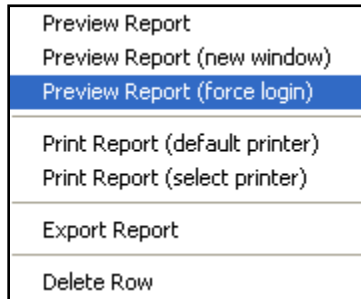 Preview Report
Preview Report (new window)
Preview Report (force login)
Print Report (default printer)
Print Report (select printer)
Export Report
Delete Row